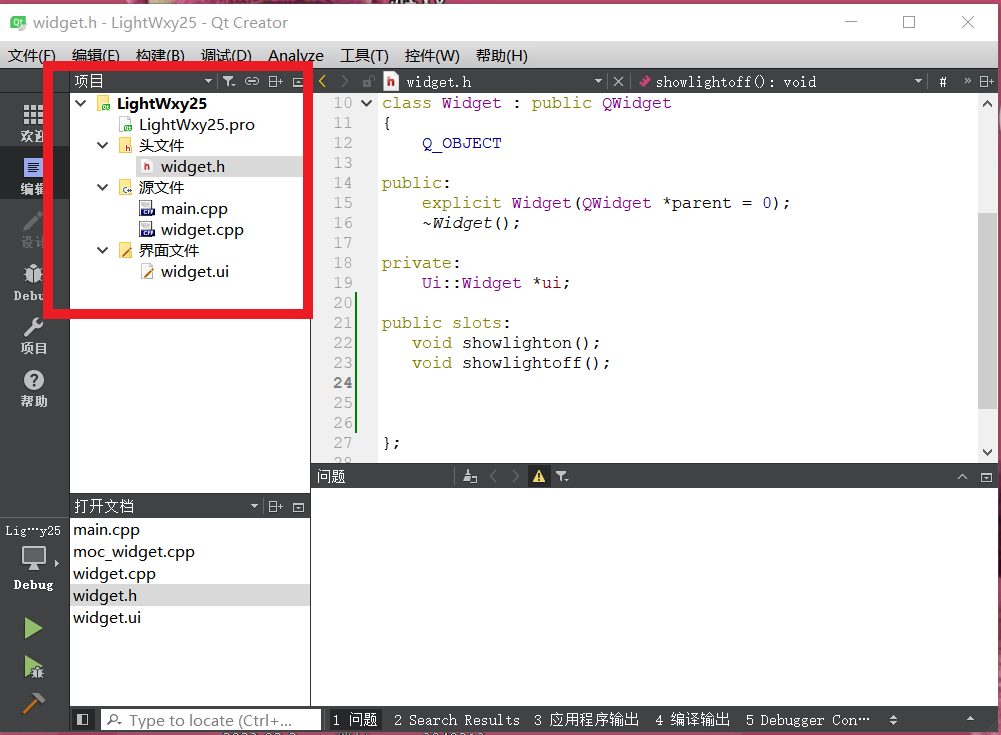 widget.h - LightWxy25 - Qt Creator
文件(F) 编辑(E) 构建(B) 调试(D) Analyze 工具(T) 控件(W) 帮助(H)
项目
LightWxy25
LightWxy25.pro
头文件
widget.h
源文件
main.cpp
widget.cpp
界面文件
widget.ui
欢迎
编辑
设计
Debug
项目
帮助
widget.h
showlightoff(): void
#
10 class Widget : public QWidget
11 {
12 Q_OBJECT
13
14 public:
15 explicit Widget(QWidget *parent = 0);
16 ~Widget();
17
18 private:
19 Ui::Widget *ui;
20
21 public slots:
22 void showlighton();
23 void showlightoff();
24
25
26
27 };
28
问题
打开文档
main.cpp
moc_widget.cpp
widget.cpp
widget.h
widget.ui
Lig…y25
Debug
Type to locate (Ctrl+...
1 问题 2 Search Results 3 应用程序输出 4 编译输出 5 Debugger Con…